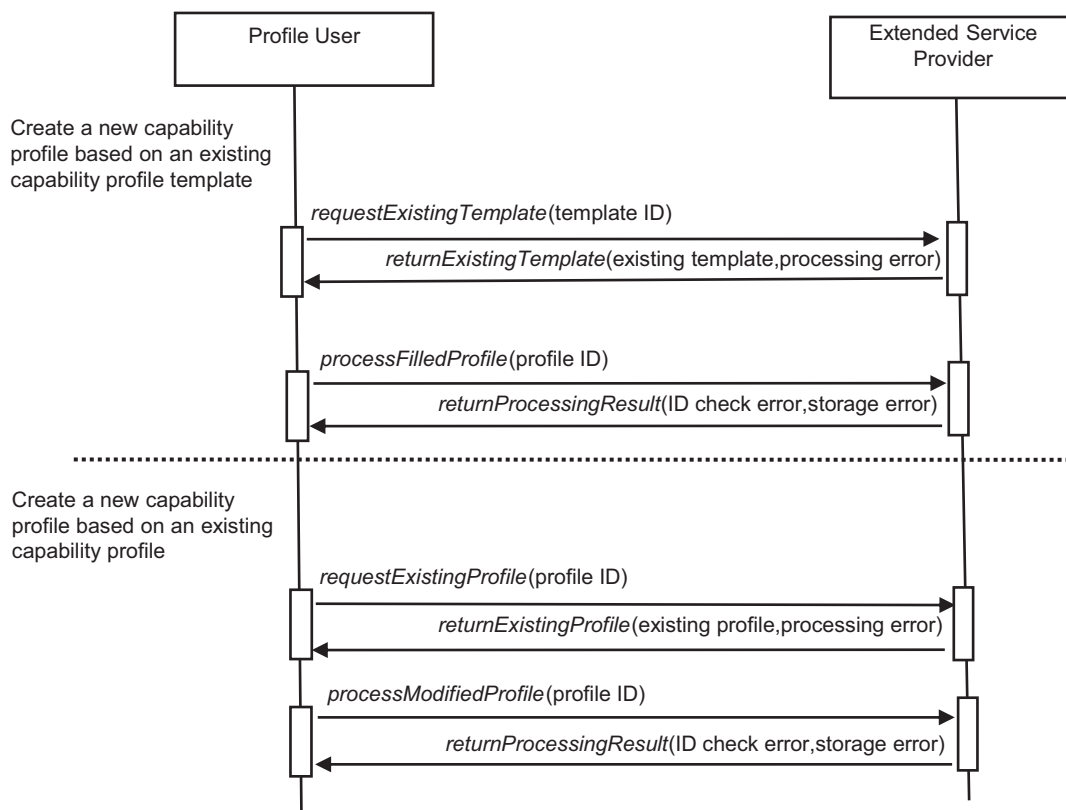 Profile User
Extended Service
Provider
Create a new capability
profile based on an existing
capability profile template
requestExistingTemplate(template ID)
returnExistingTemplate(existing template,processing error)
processFilledProfile(profile ID)
returnProcessingResult(ID check error,storage error)
Create a new capability
profile based on an existing
capability profile
requestExistingProfile(profile ID)
returnExistingProfile(existing profile,processing error)
processModifiedProfile(profile ID)
returnProcessingResult(ID check error,storage error)